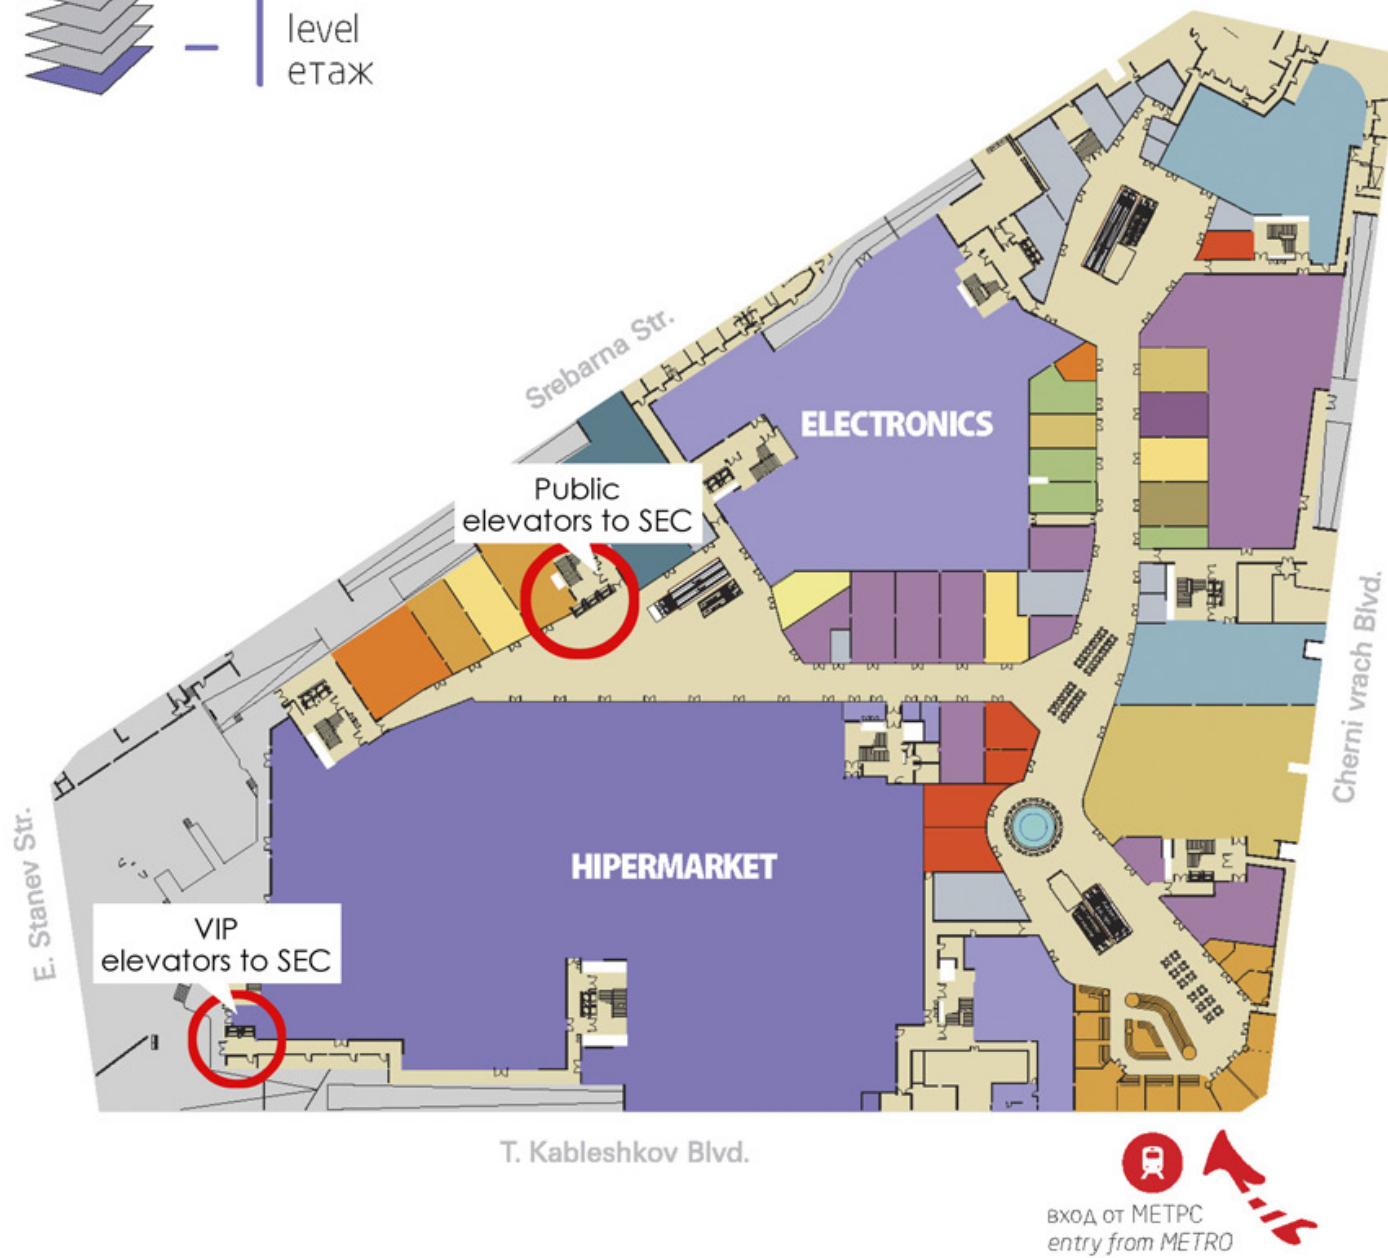 level
етаж
Srebarna Str.
ELECTRONICS
Public
elevators to SEC
Cherni vrach Blvd.
HIPERMARKET
E. Stanev Str.
VIP
elevators to SEC
T. Kableshkov Blvd.
вход от МЕТРС
entry from METRO